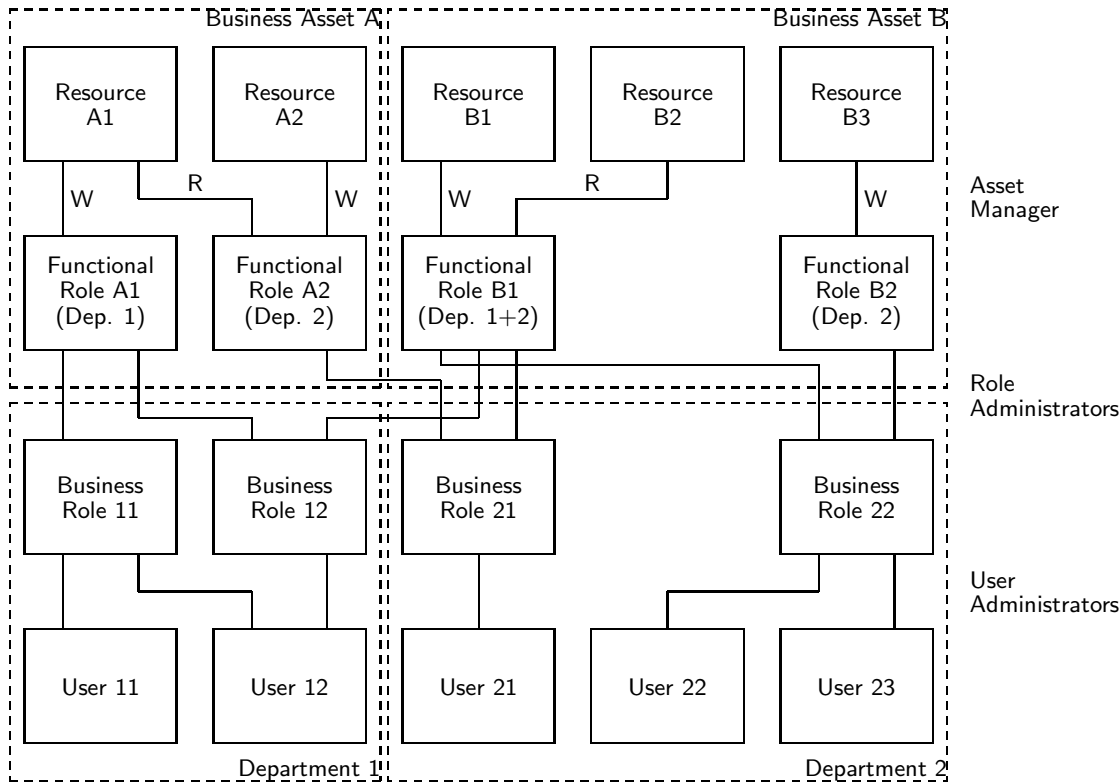 Business Asset A
Business Asset B
Resource
A1
Resource
A2
Resource
B1
Resource
B2
Resource
B3
W
R
W
W
R
W
Asset
Manager
Functional
Role A1
(Dep. 1)
Functional
Role A2
(Dep. 2)
Functional
Role B1
(Dep. 1+2)
Functional
Role B2
(Dep. 2)
Role
Administrators
Business
Role 11
Business
Role 12
Business
Role 21
Business
Role 22
User
Administrators
User 11
User 12
User 21
User 22
User 23
Department 1
Department 2